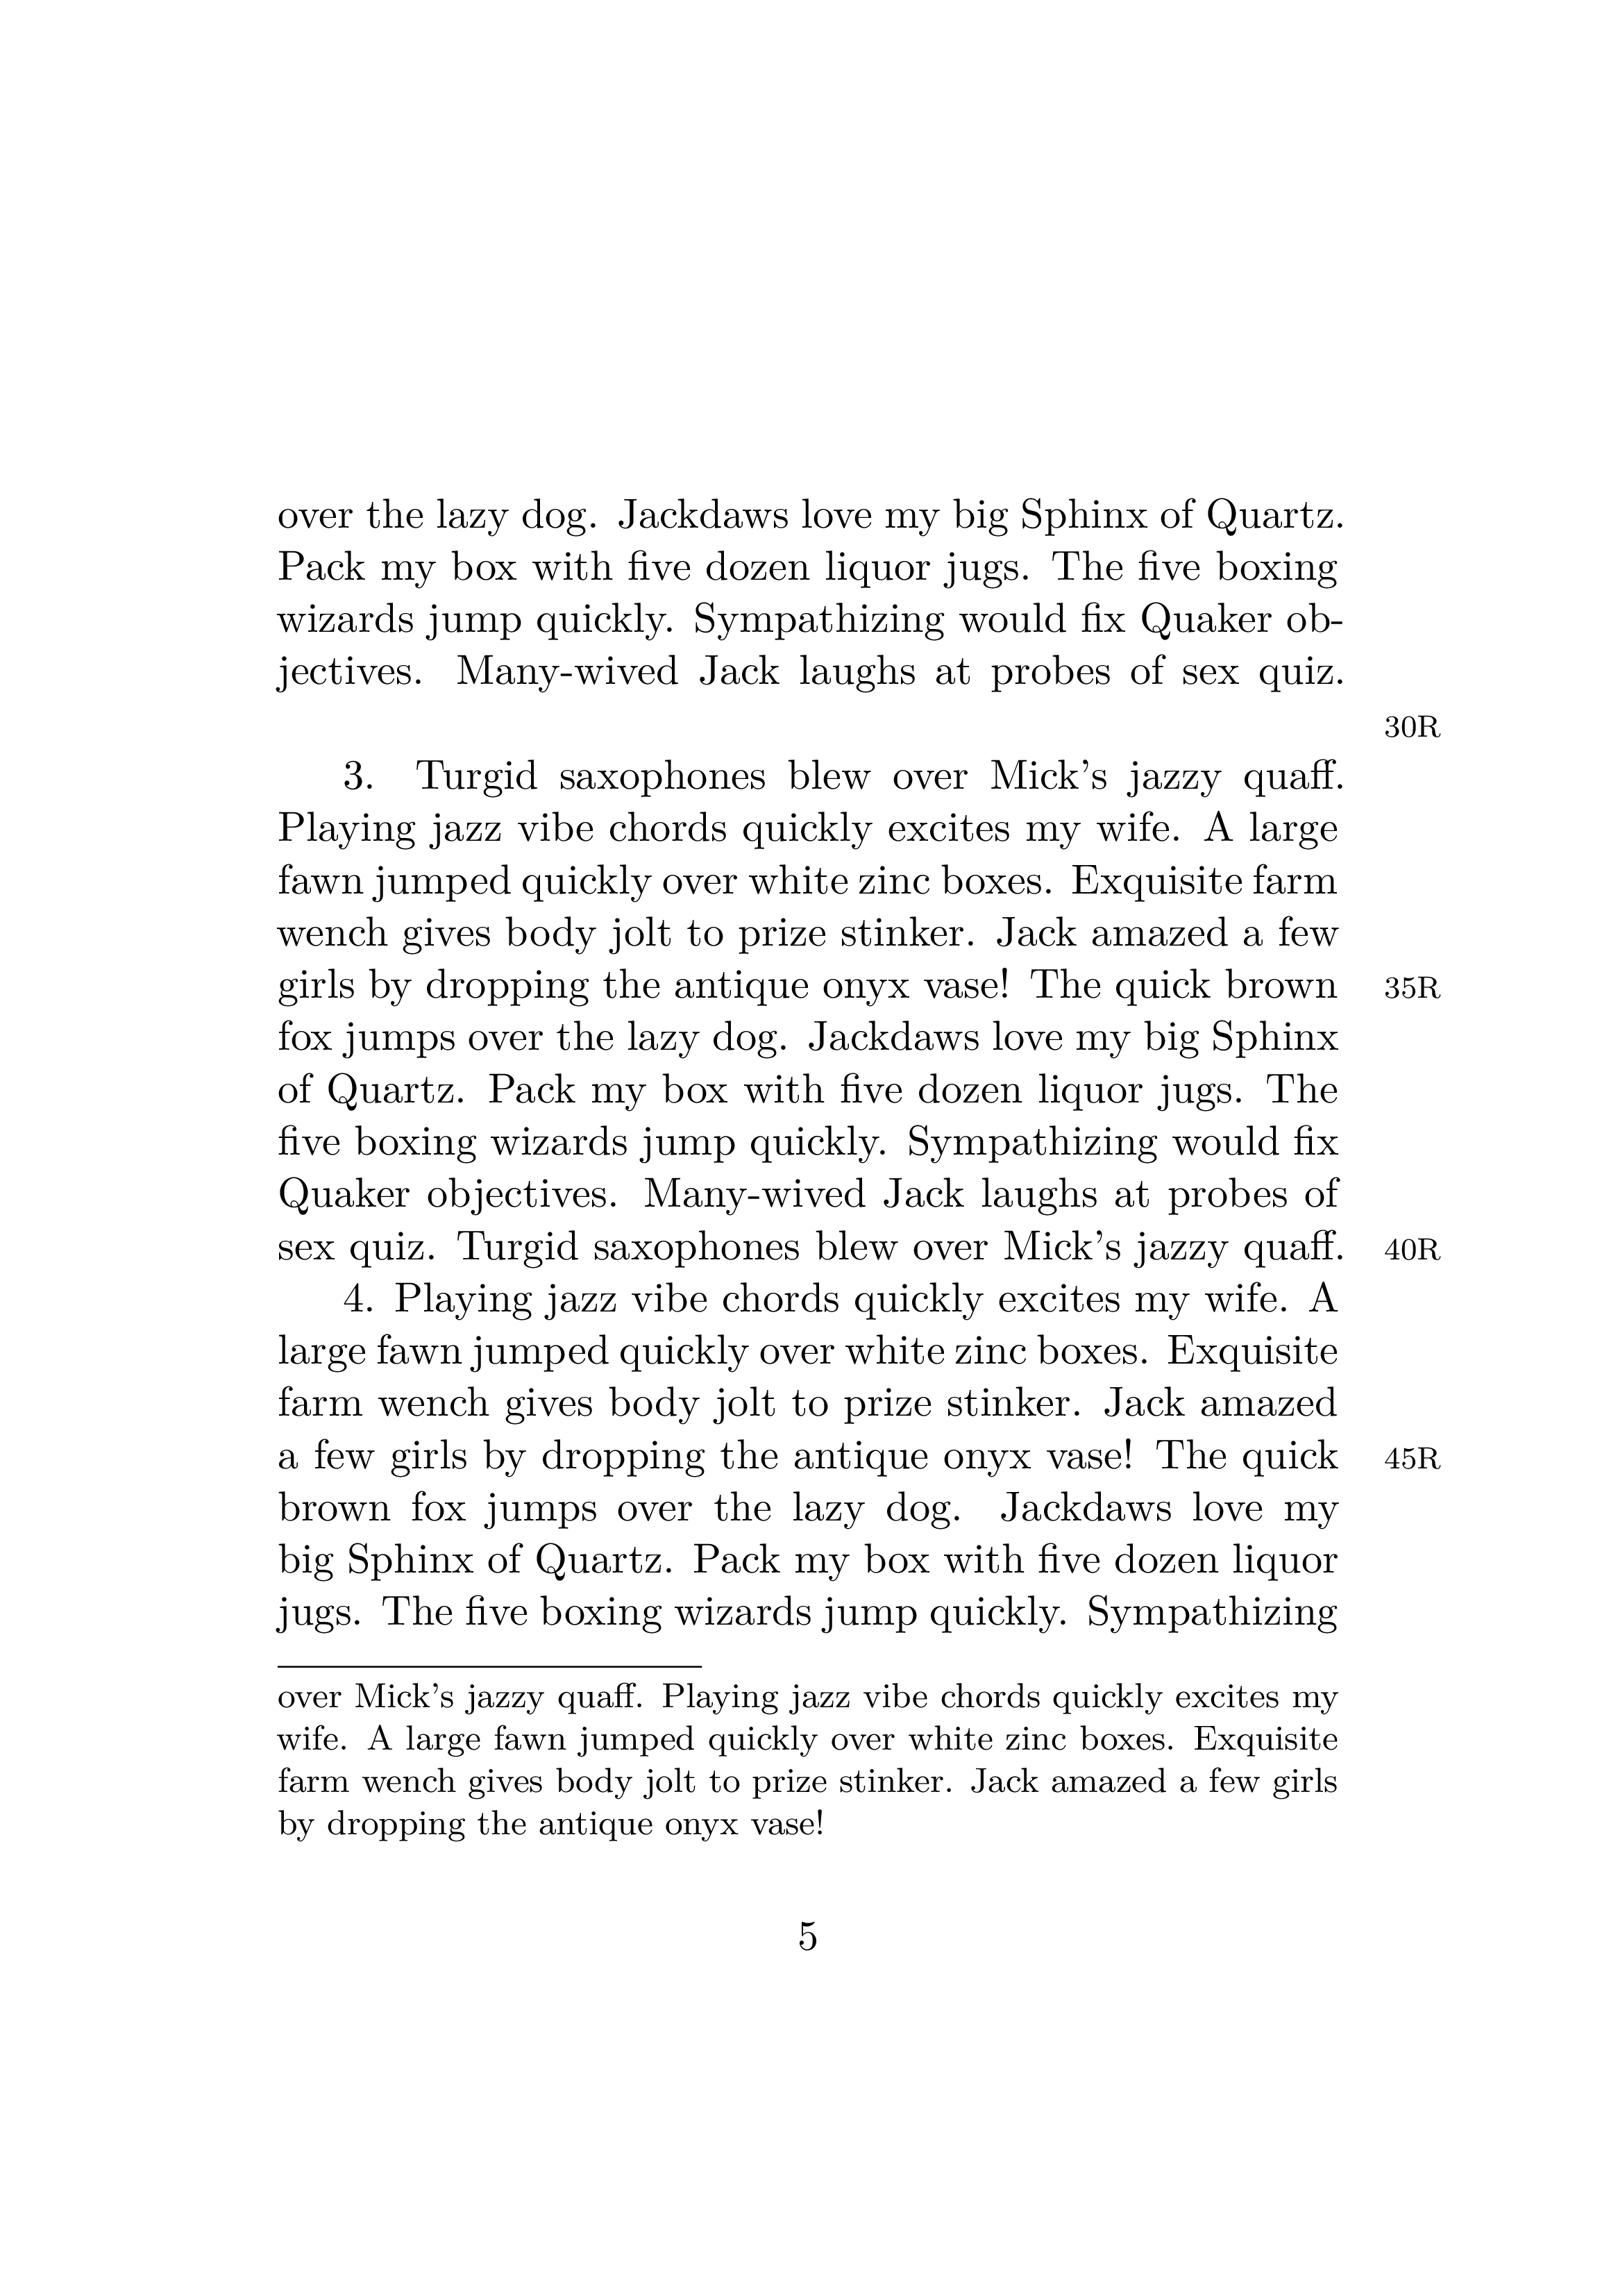 over the lazy dog. Jackdaws love my big Sphinx of Quartz.
Pack my box with five dozen liquor jugs. The five boxing
wizards jump quickly. Sympathizing would fix Quaker ob-
jectives. Many-wived Jack laughs at probes of sex quiz.
30R
3. Turgid saxophones blew over Mick's jazzy quaff.
Playing jazz vibe chords quickly excites my wife. A large
fawn jumped quickly over white zinc boxes. Exquisite farm
wench gives body jolt to prize stinker. Jack amazed a few
girls by dropping the antique onyx vase! The quick brown 35R
fox jumps over the lazy dog. Jackdaws love my big Sphinx
of Quartz. Pack my box with five dozen liquor jugs. The
five boxing wizards jump quickly. Sympathizing would fix
Quaker objectives. Many-wived Jack laughs at probes of
sex quiz. Turgid saxophones blew over Mick's jazzy quaff. 40R
4. Playing jazz vibe chords quickly excites my wife. A
large fawn jumped quickly over white zinc boxes. Exquisite
farm wench gives body jolt to prize stinker. Jack amazed
a few girls by dropping the antique onyx vase! The quick 45R
brown fox jumps over the lazy dog. Jackdaws love my
big Sphinx of Quartz. Pack my box with five dozen liquor
jugs. The five boxing wizards jump quickly. Sympathizing
over Mick's jazzy quaff. Playing jazz vibe chords quickly excites my
wife. A large fawn jumped quickly over white zinc boxes. Exquisite
farm wench gives body jolt to prize stinker. Jack amazed a few girls
by dropping the antique onyx vase!
5